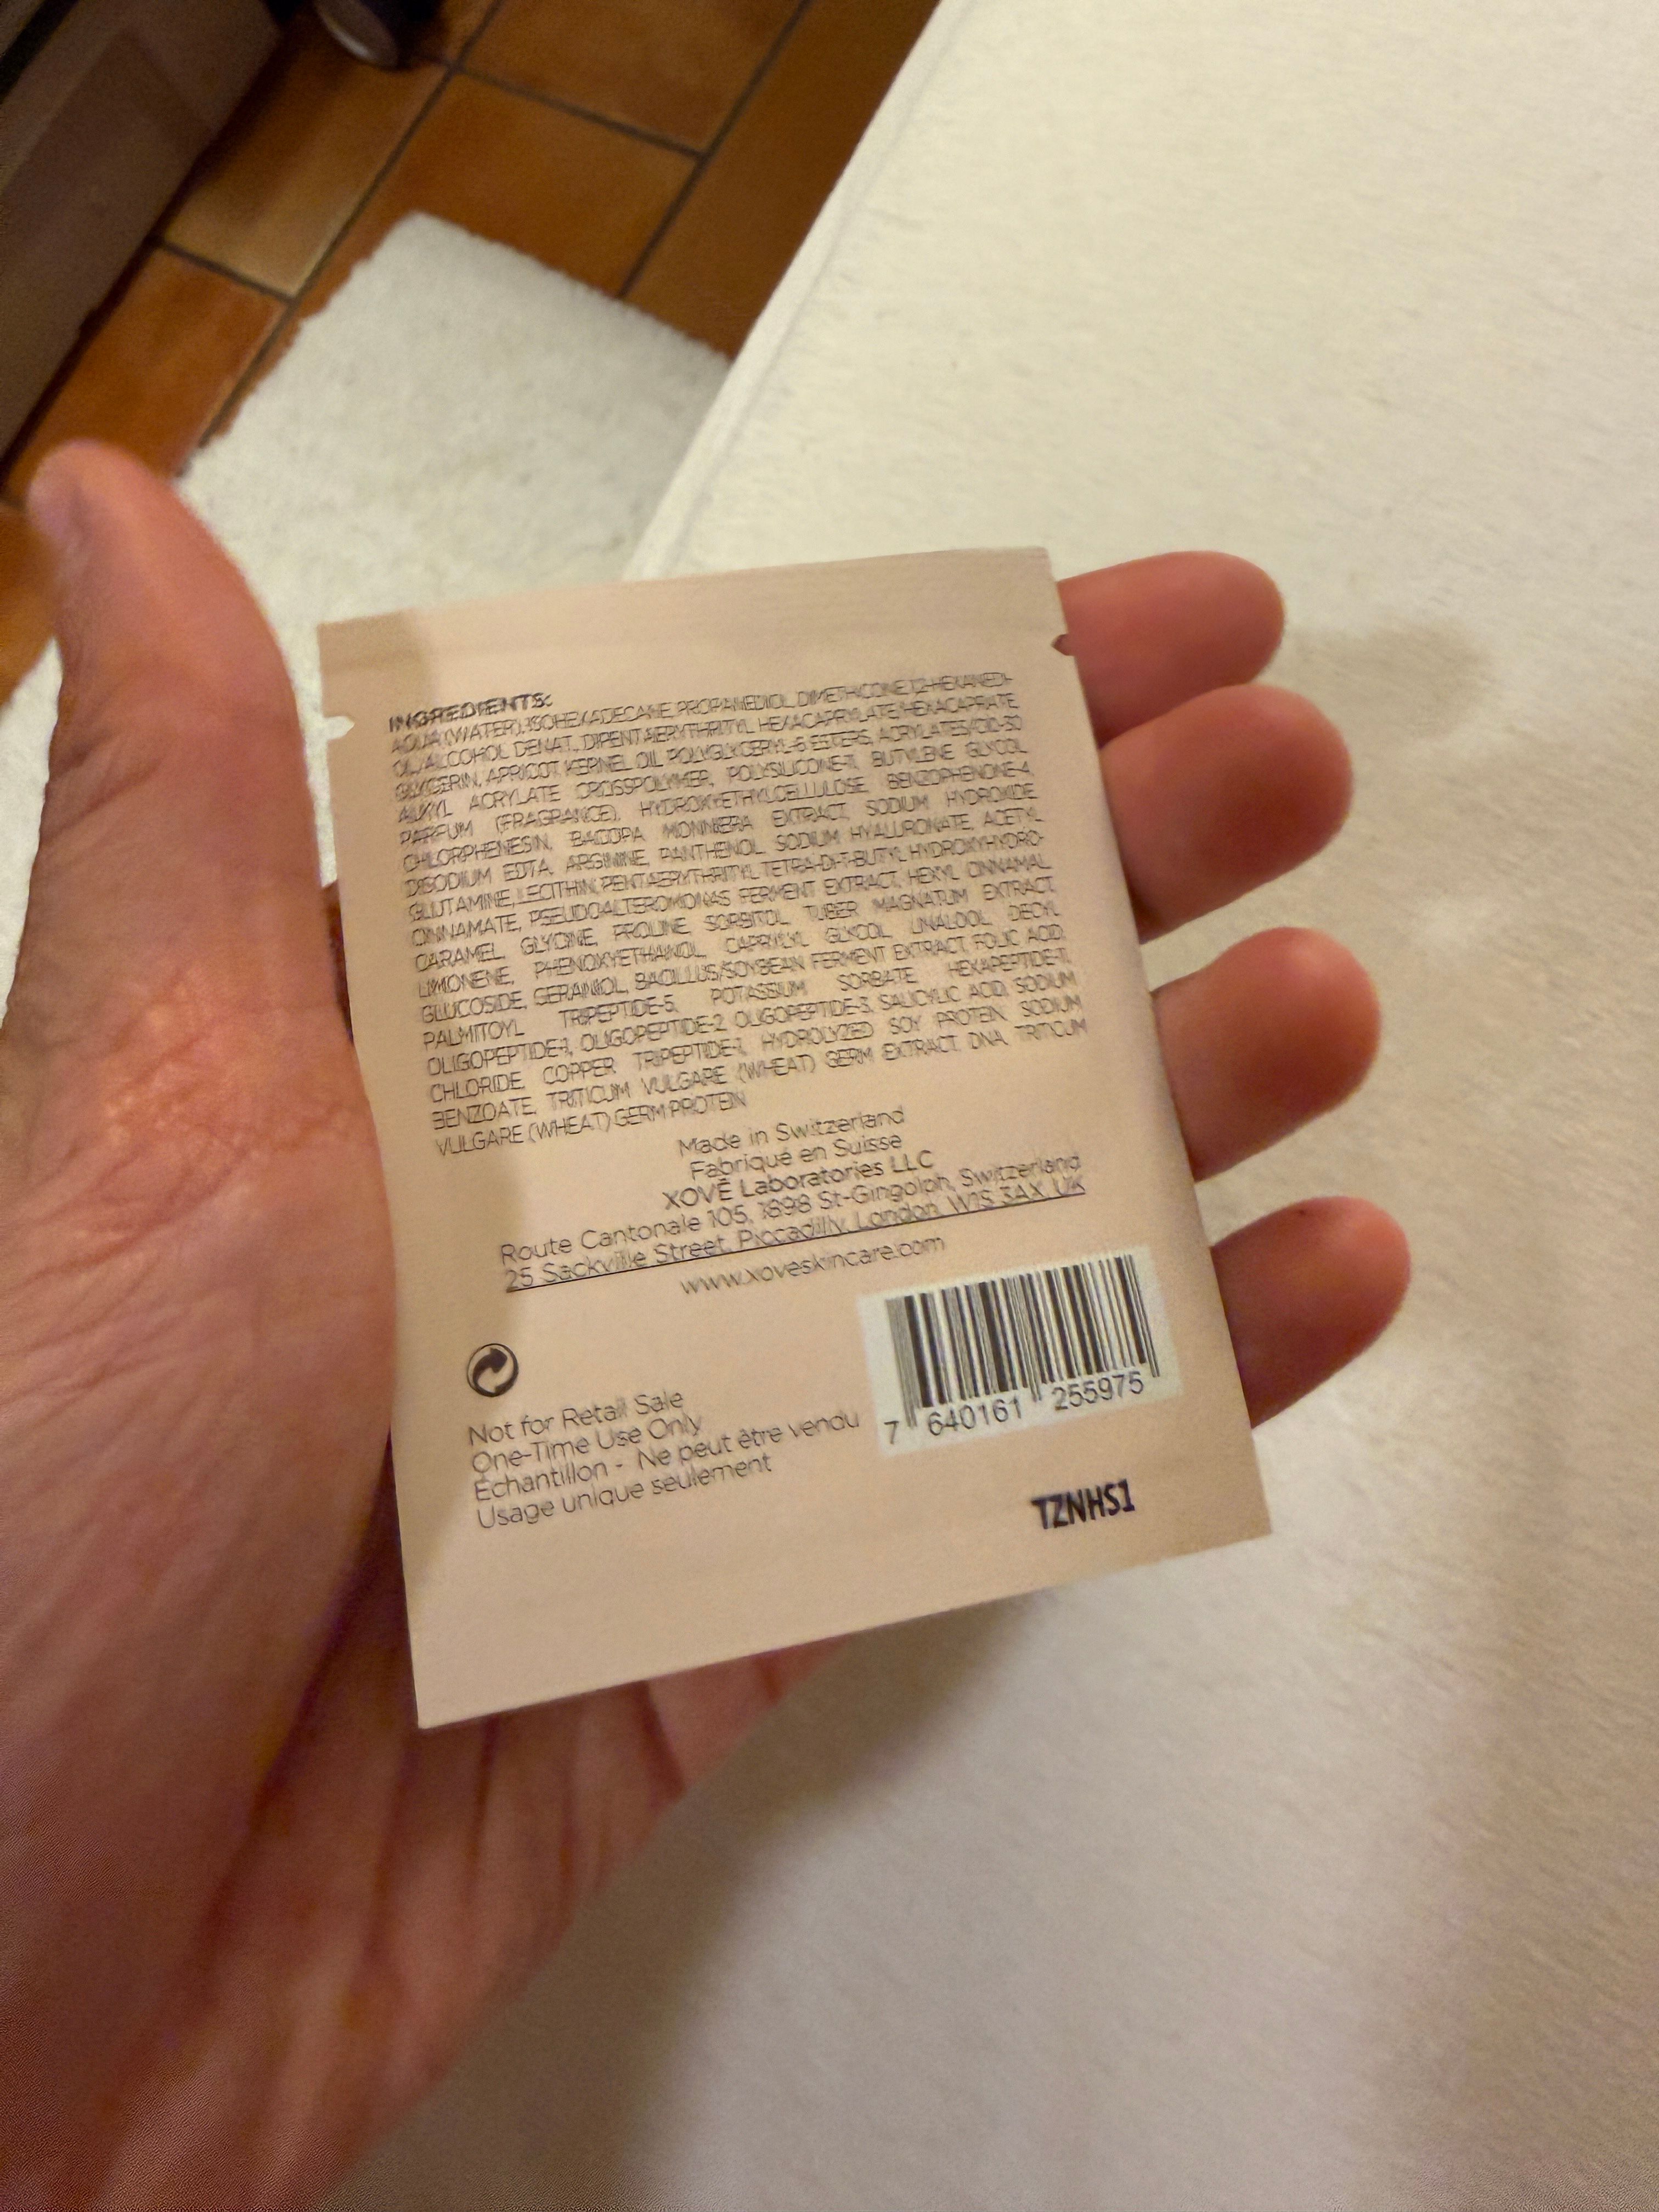 INGREDIENTS:
AQUA (WATER), ISOHEXADECANE, PROPANEDIOL, DIMETHICONE, 1,2-HEXANEDI-
OL, ALCOHOL DENAT., DIPENTAERYTHRITYL HEXACAPRYLATE/HEXACAPRATE
GLYCERIN, APRICOT KERNEL OIL POLYGLYCERYL-6 ESTERS, ACRYLATES/C10-30
ALKYL ACRYLATE CROSSPOLYMER, POLYSILICONE-11, BUTYLENE GLYCOL
PARFUM (FRAGRANCE), HYDROXYETHYLCELLULOSE, BENZOPHENONE-4,
CHLORPHENESIN, BACOPA MONNIERA EXTRACT, SODIUM HYDROXIDE
DISODIUM EDTA, ARGININE, PANTHENOL, SODIUM HYALURONATE, ACETYL
GLUTAMINE, LECITHIN, PENTAERYTHRITYL TETRA-DI-T-BUTYL HYDROXYHYDRO-
CINNAMATE, PSEUDOALTEROMONAS FERMENT EXTRACT, HEXYL CINNAMAL,
CARAMEL, GLYCINE, PROLINE, SORBITOL, TUBER MAGNATUM EXTRACT,
LIMONENE, PHENOXYETHANOL, CAPRYLYL GLYCOL, LINALOOL, DECYL
GLUCOSIDE, GERANIOL, BACILLUS/SOYBEAN FERMENT EXTRACT, FOLIC ACID,
PALMITOYL TRIPEPTIDE-5, POTASSIUM SORBATE HEXAPEPTIDE-11,
OLIGOPEPTIDE-1, OLIGOPEPTIDE-2, OLIGOPEPTIDE-3, SALICYLIC ACID, SODIUM
CHLORIDE, COPPER TRIPEPTIDE-1, HYDROLYZED SOY PROTEIN, SODIUM
BENZOATE, TRITICUM VULGARE (WHEAT) GERM EXTRACT, DNA, TRITICUM
VULGARE (WHEAT) GERM PROTEIN
Made in Switzerland
Fabriqué en Suisse
XOVĒ Laboratories LLC
Route Cantonale 105, 1898 St-Gingolph, Switzerland
25 Sackville Street, Piccadilly, London, W1S 3AX, UK
www.xoveskincare.com
Not for Retail Sale
One-Time Use Only
Échantillon - Ne peut être vendu
Usage unique seulement
7 640161 255975
TZNHS1